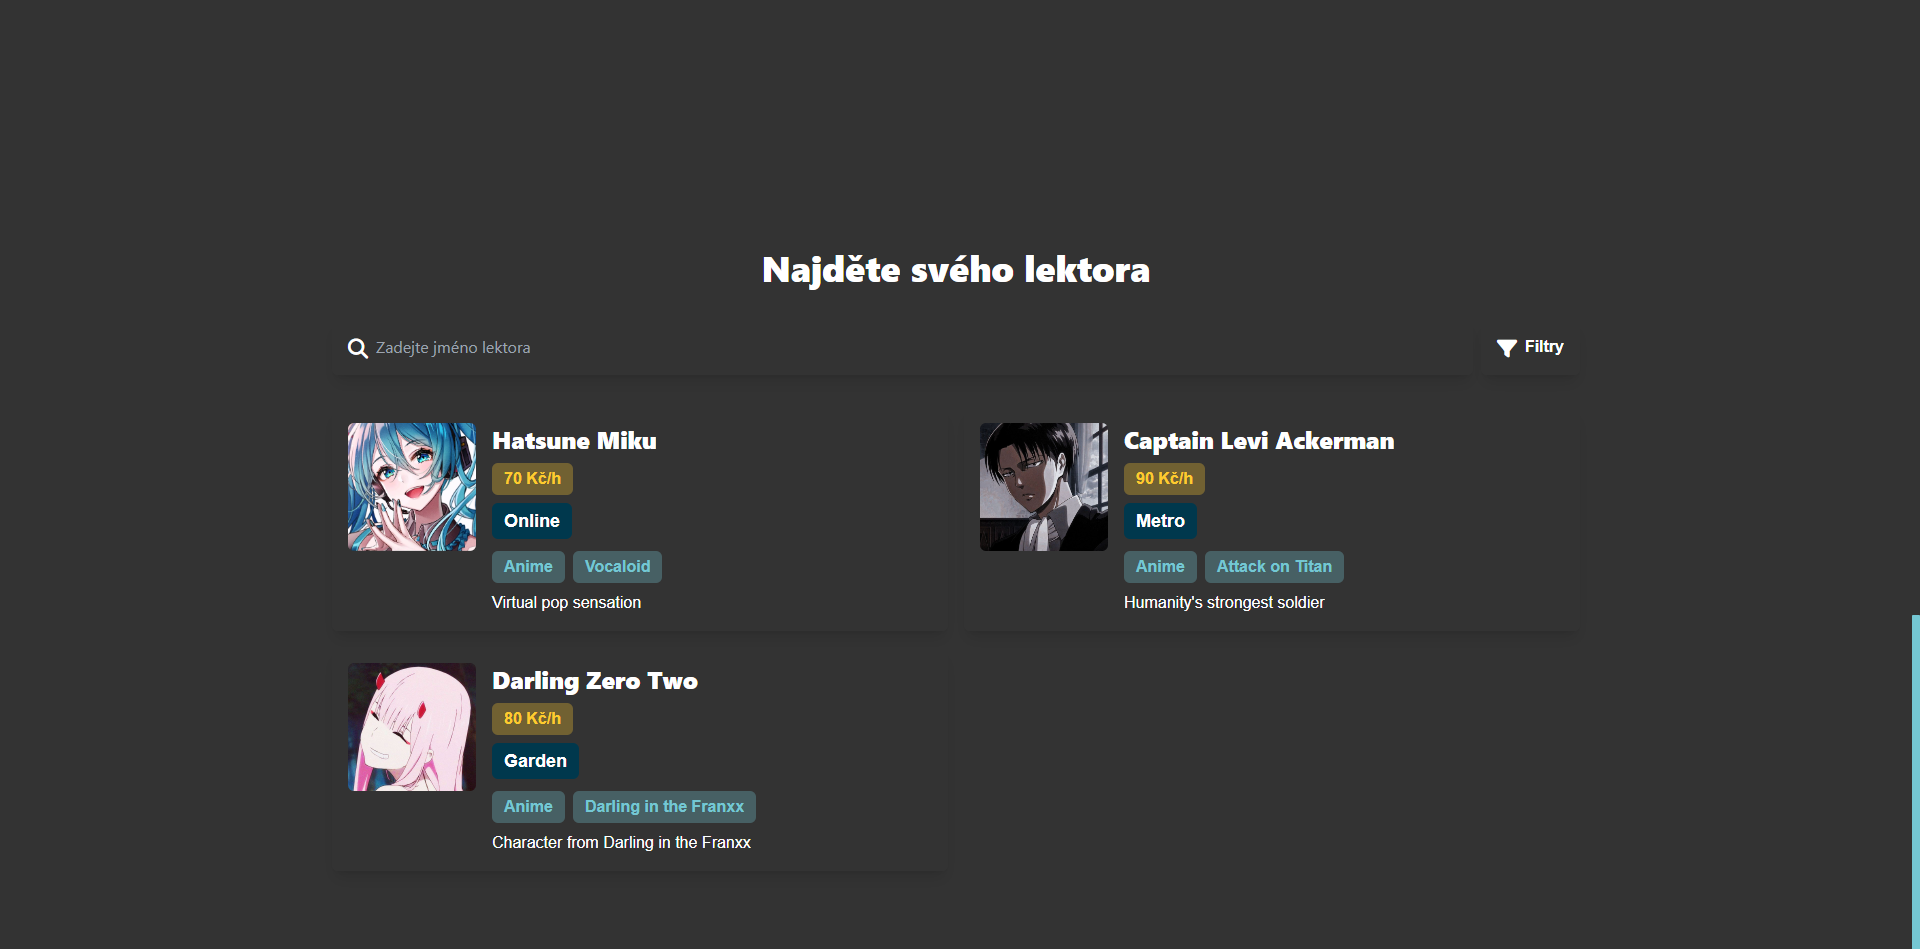 Najděte svého lektora
Zadejte jméno lektora
Filtry
Hatsune Miku
70 Kč/h
Online
Anime
Vocaloid
Virtual pop sensation
Captain Levi Ackerman
90 Kč/h
Metro
Anime
Attack on Titan
Humanity's strongest soldier
Darling Zero Two
80 Kč/h
Garden
Anime
Darling in the Franxx
Character from Darling in the Franxx